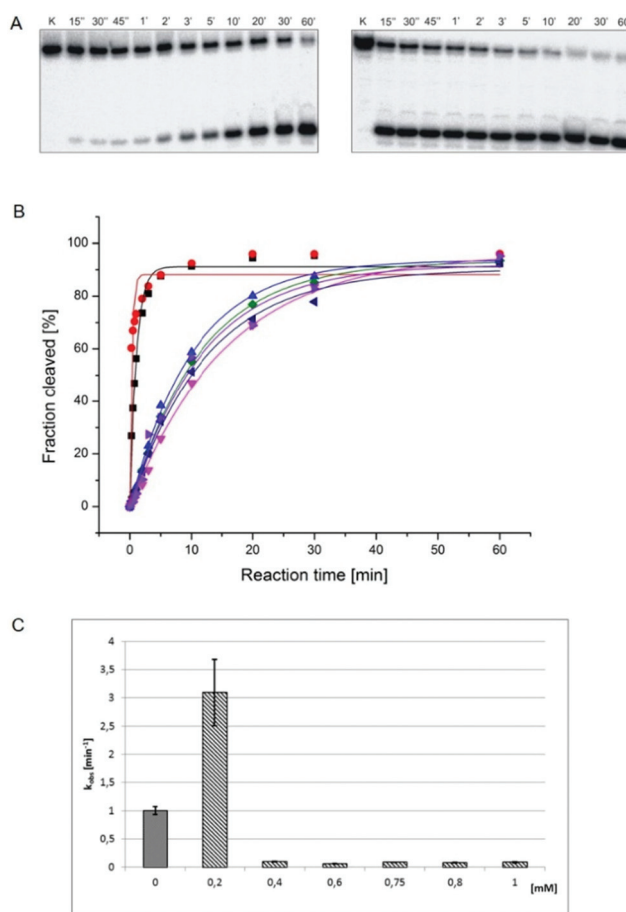 A
K 15" 30" 45" 1' 2' 3' 5' 10' 20' 30' 60'
K 15" 30" 45" 1' 2' 3' 5' 10' 20' 30' 60'
B
100
80
60
40
20
0
Fraction cleaved [%]
0 10 20 30 40 50 60
Reaction time [min]
C
4
3,5
3
2,5
2
1,5
1
0,5
0
kobs [min-1]
0 0,2 0,4 0,6 0,75 0,8 1 [mM]